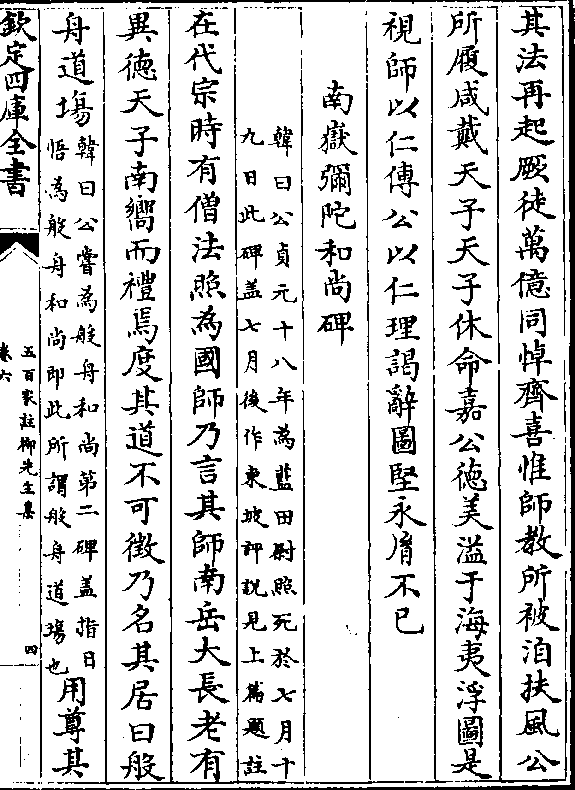 其法再起厥徒萬億同悼齊喜惟師教所被洎扶風公
所履咸戴天子天子休命嘉公德美溢于海夷浮圖是
視師以仁傳公以仁理謁辭圖堅永胤不已
南嶽彌陀和尚碑
韓曰公貞元十八年為藍田尉照死於七月十
九日此碑盖七月後作東坡評說見上篇題註
在代宗時有僧法照為國師乃言其師南岳大長老有
異徳天子南嚮而禮焉度其道不可徵乃名其居曰般
舟道塲
韓曰公嘗為般舟和尚第二碑盖指日
悟為般舟和尚即此所謂般舟道塲也
用尊其
欽定四庫全書
卷六
五百家註柳先生集
四